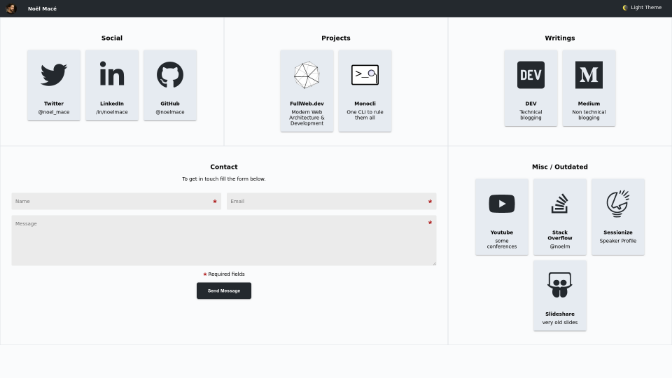 Noël Macé
Light Theme
Social
Twitter
@noel_mace
LinkedIn
/in/noelmace
GitHub
@noelmace
Projects
FullWeb.dev
Modern Web
Architecture &
Development
>_
Monocli
One CLI to rule
them all
Writings
DEV
DEV
Technical
blogging
M
Medium
Non technical
blogging
Contact
To get in touch fill the form below.
Name *
Email *
Message *
* Required fields
Send Message
Misc / Outdated
Youtube
some
conferences
Stack
Overflow
@noelm
Sessionize
Speaker Profile
Slideshare
very old slides